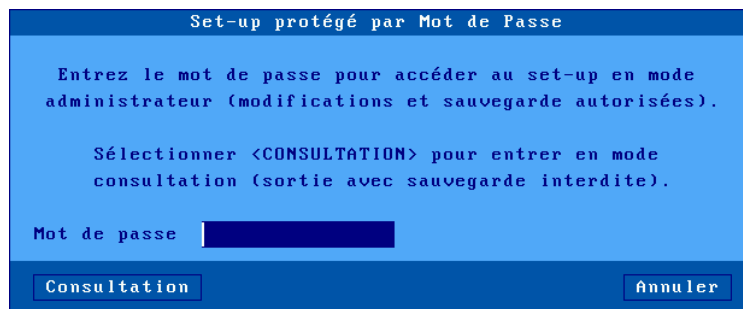 Set-up protégé par Mot de Passe
Entrez le mot de passe pour accéder au set-up en mode
administrateur (modifications et sauvegarde autorisées).
Sélectionner <CONSULTATION> pour entrer en mode
consultation (sortie avec sauvegarde interdite).
Mot de passe
Consultation Annuler